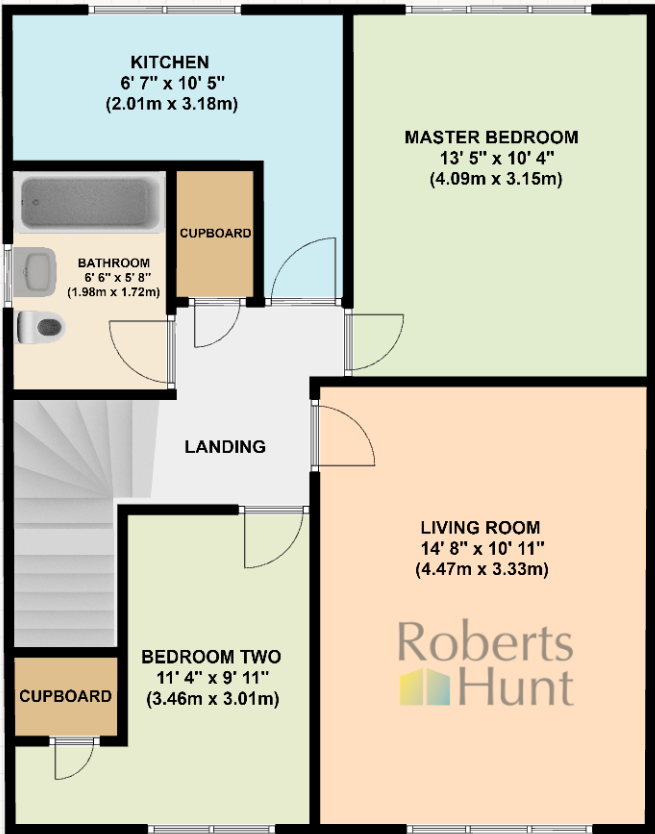 KITCHEN
6' 7" x 10' 5"
(2.01m x 3.18m)
MASTER BEDROOM
13' 5" x 10' 4"
(4.09m x 3.15m)
CUPBOARD
BATHROOM
6' 6" x 5' 8"
(1.98m x 1.72m)
LANDING
LIVING ROOM
14' 8" x 10' 11"
(4.47m x 3.33m)
Roberts
Hunt
BEDROOM TWO
11' 4" x 9' 11"
(3.46m x 3.01m)
CUPBOARD